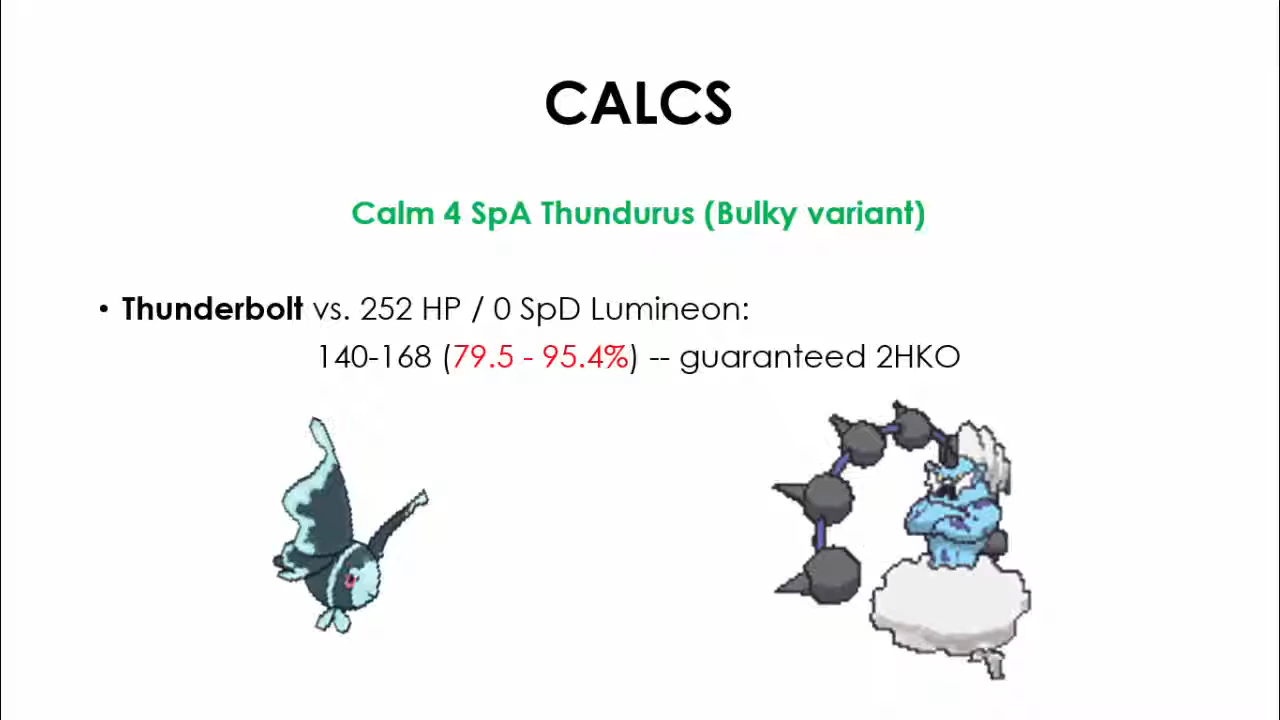 CALCS
Calm 4 SpA Thundurus (Bulky variant)
• Thunderbolt vs. 252 HP / 0 SpD Lumineon:
140-168 (79.5 - 95.4%) -- guaranteed 2HKO